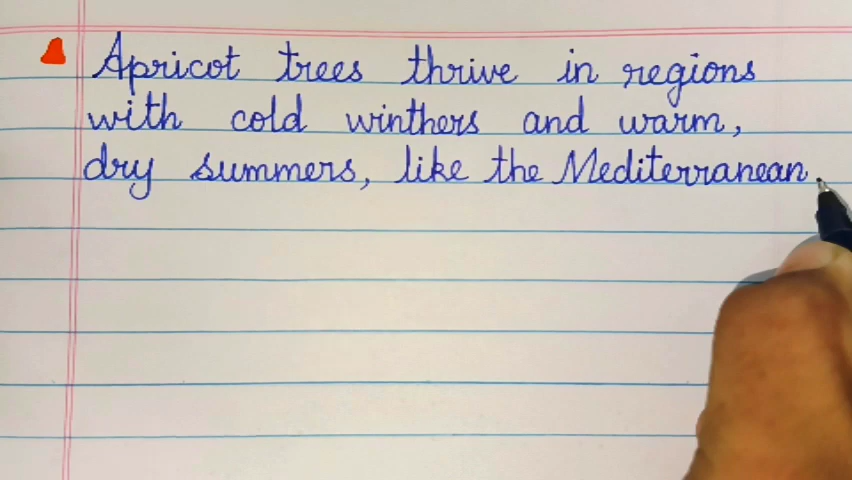 Apricot trees thrive in regions
with cold winthers and warm,
dry summers, like the Mediterranean.